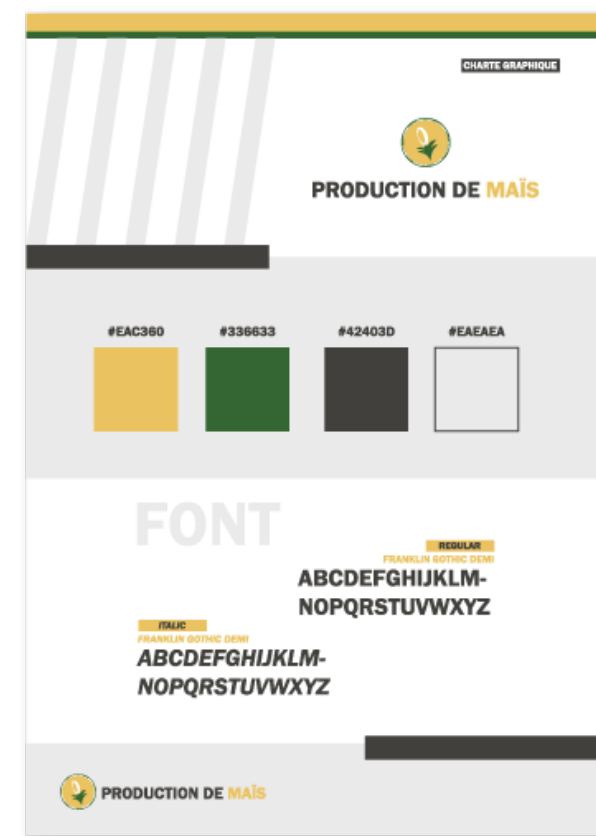 CHARTE GRAPHIQUE
PRODUCTION DE MAÏS
#EAC360
#336633
#42403D
#EAEAEA
FONT
REGULAR
FRANKLIN GOTHIC DEMI
ABCDEFGHIJKLM-
NOPQRSTUVWXYZ
ITALIC
FRANKLIN GOTHIC DEMI
ABCDEFGHIJKLM-
NOPQRSTUVWXYZ
PRODUCTION DE MAÏS